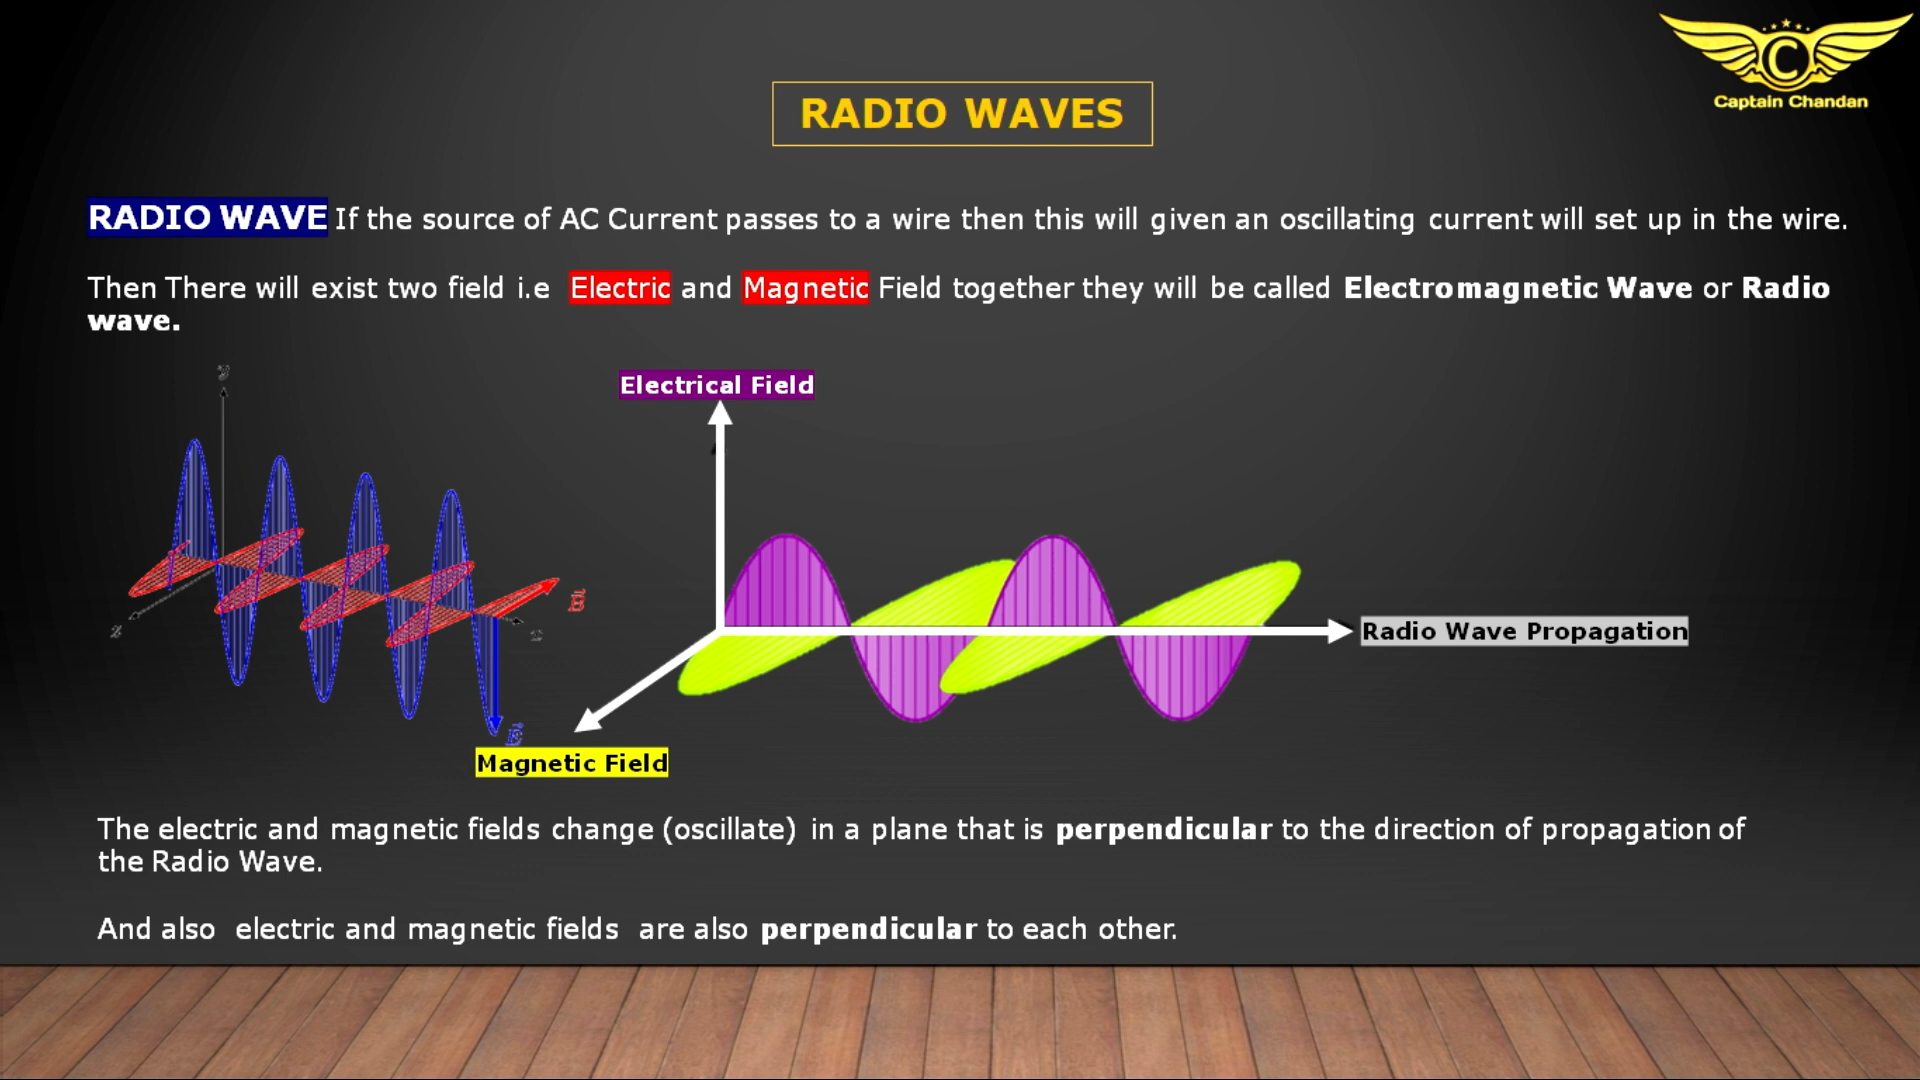 C
Captain Chandan
RADIO WAVES
RADIO WAVE If the source of AC Current passes to a wire then this will given an oscillating current will set up in the wire.
Then There will exist two field i.e Electric and Magnetic Field together they will be called Electromagnetic Wave or Radio
wave.
y
Electrical Field
z
x
B
E
Radio Wave Propagation
Magnetic Field
The electric and magnetic fields change (oscillate) in a plane that is perpendicular to the direction of propagation of
the Radio Wave.
And also electric and magnetic fields are also perpendicular to each other.